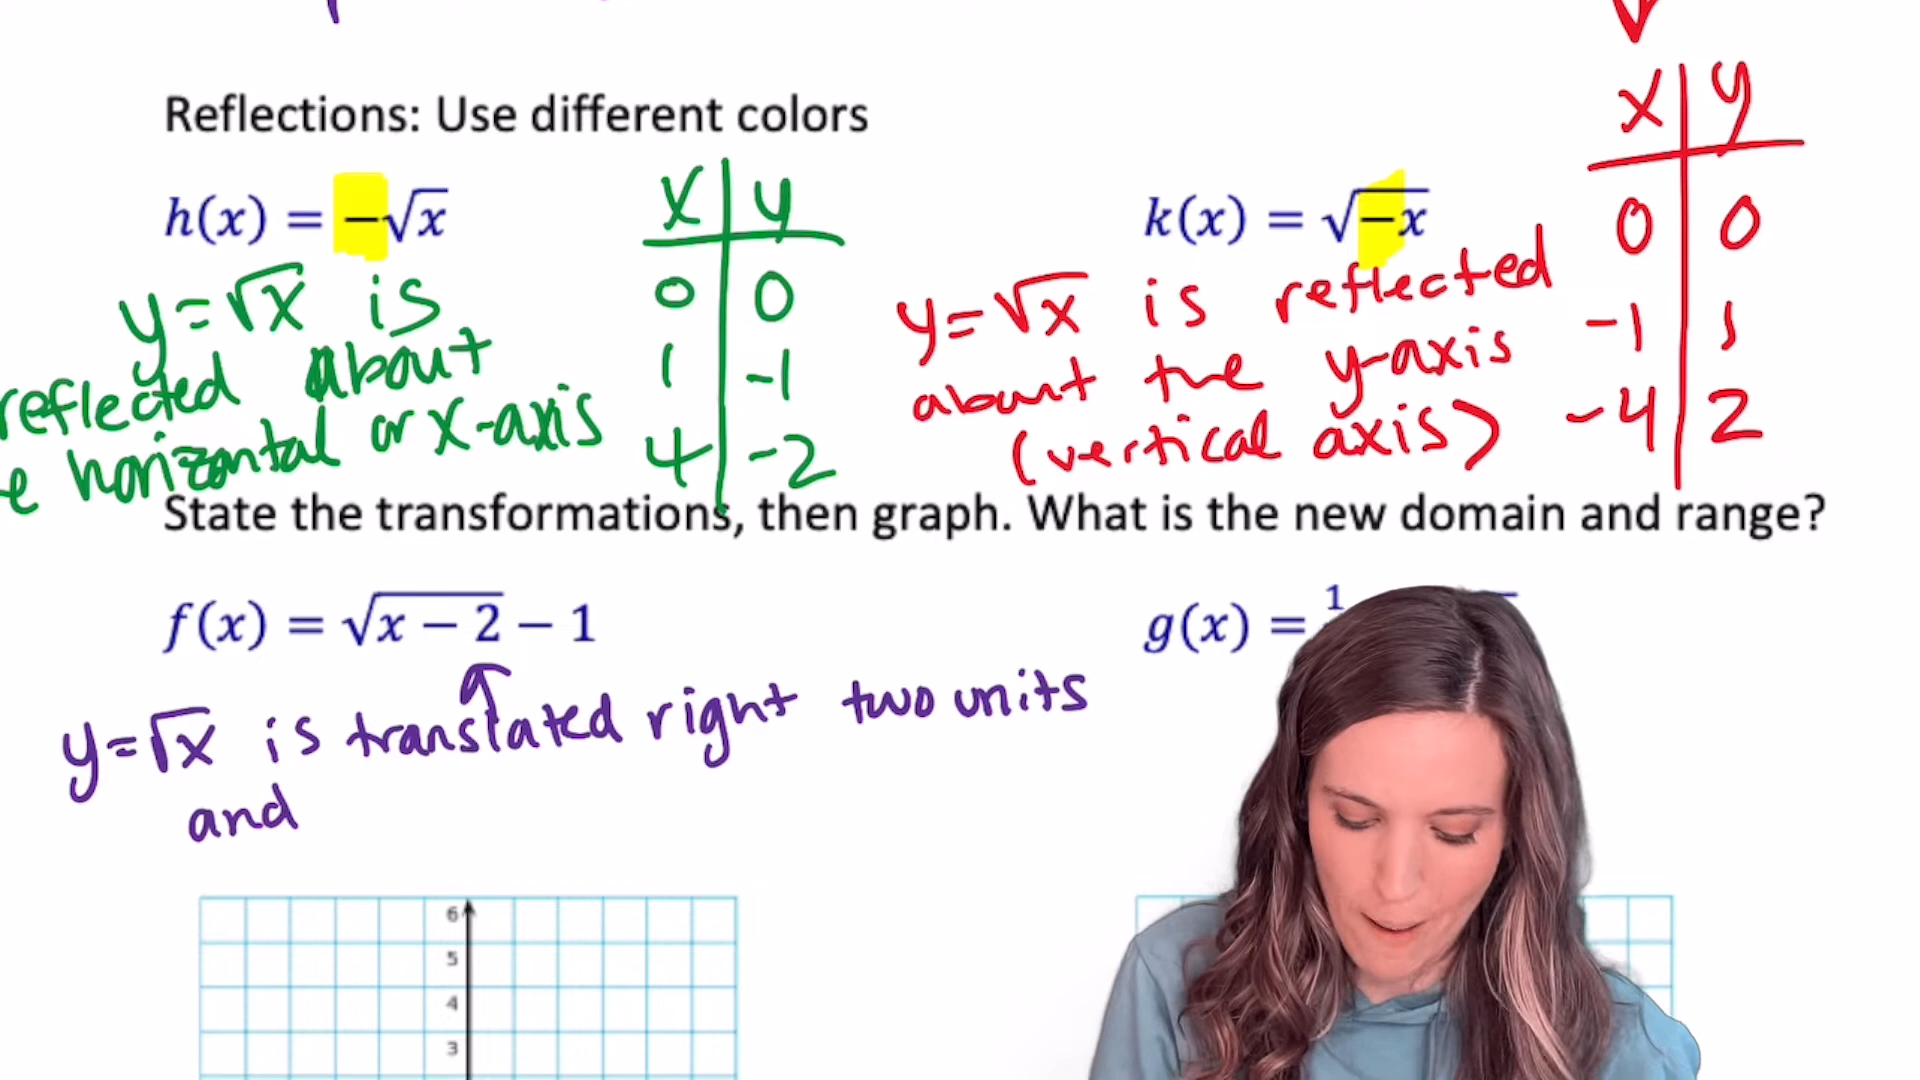 Reflections: Use different colors
h(x) = −√x
y=√x is
reflected about
e horizontal or x-axis
x | y
0 | 0
1 | -1
4 | -2
k(x) = √−x
y=√x is reflected
about the y-axis
(vertical axis)
x | y
0 | 0
-1 | 1
-4 | 2
State the transformations, then graph. What is the new domain and range?
f(x) = √x − 2 − 1
y=√x is translated right two units
and
g(x) = 1
6
5
4
3